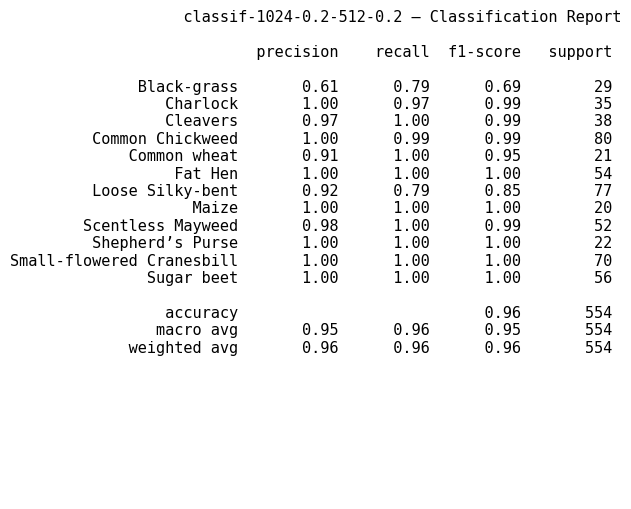 classif-1024-0.2-512-0.2 — Classification Report
precision recall f1-score support
Black-grass 0.61 0.79 0.69 29
Charlock 1.00 0.97 0.99 35
Cleavers 0.97 1.00 0.99 38
Common Chickweed 1.00 0.99 0.99 80
Common wheat 0.91 1.00 0.95 21
Fat Hen 1.00 1.00 1.00 54
Loose Silky-bent 0.92 0.79 0.85 77
Maize 1.00 1.00 1.00 20
Scentless Mayweed 0.98 1.00 0.99 52
Shepherd’s Purse 1.00 1.00 1.00 22
Small-flowered Cranesbill 1.00 1.00 1.00 70
Sugar beet 1.00 1.00 1.00 56
accuracy 0.96 554
macro avg 0.95 0.96 0.95 554
weighted avg 0.96 0.96 0.96 554